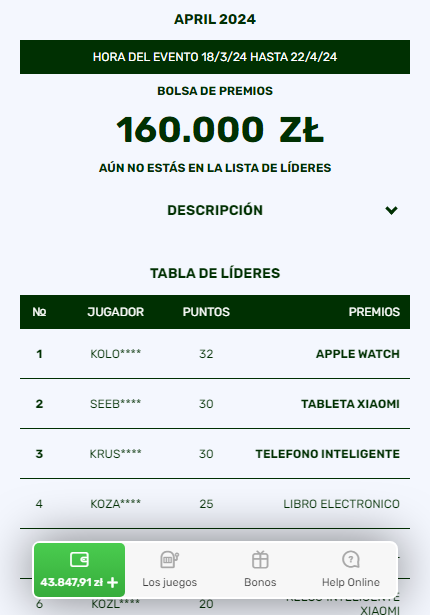 APRIL 2024
HORA DEL EVENTO 18/3/24 HASTA 22/4/24
BOLSA DE PREMIOS
160.000 ZŁ
AÚN NO ESTÁS EN LA LISTA DE LÍDERES
DESCRIPCIÓN
TABLA DE LÍDERES
№ JUGADOR PUNTOS PREMIOS
1 KOLO**** 32 APPLE WATCH
2 SEEB**** 30 TABLETA XIAOMI
3 KRUS**** 30 TELEFONO INTELIGENTE
4 KOZA**** 25 LIBRO ELECTRONICO
43.847,91 zł + Los juegos Bonos Help Online
6 KOZL**** 20 RELOJ INTELIGENTE
XIAOMI